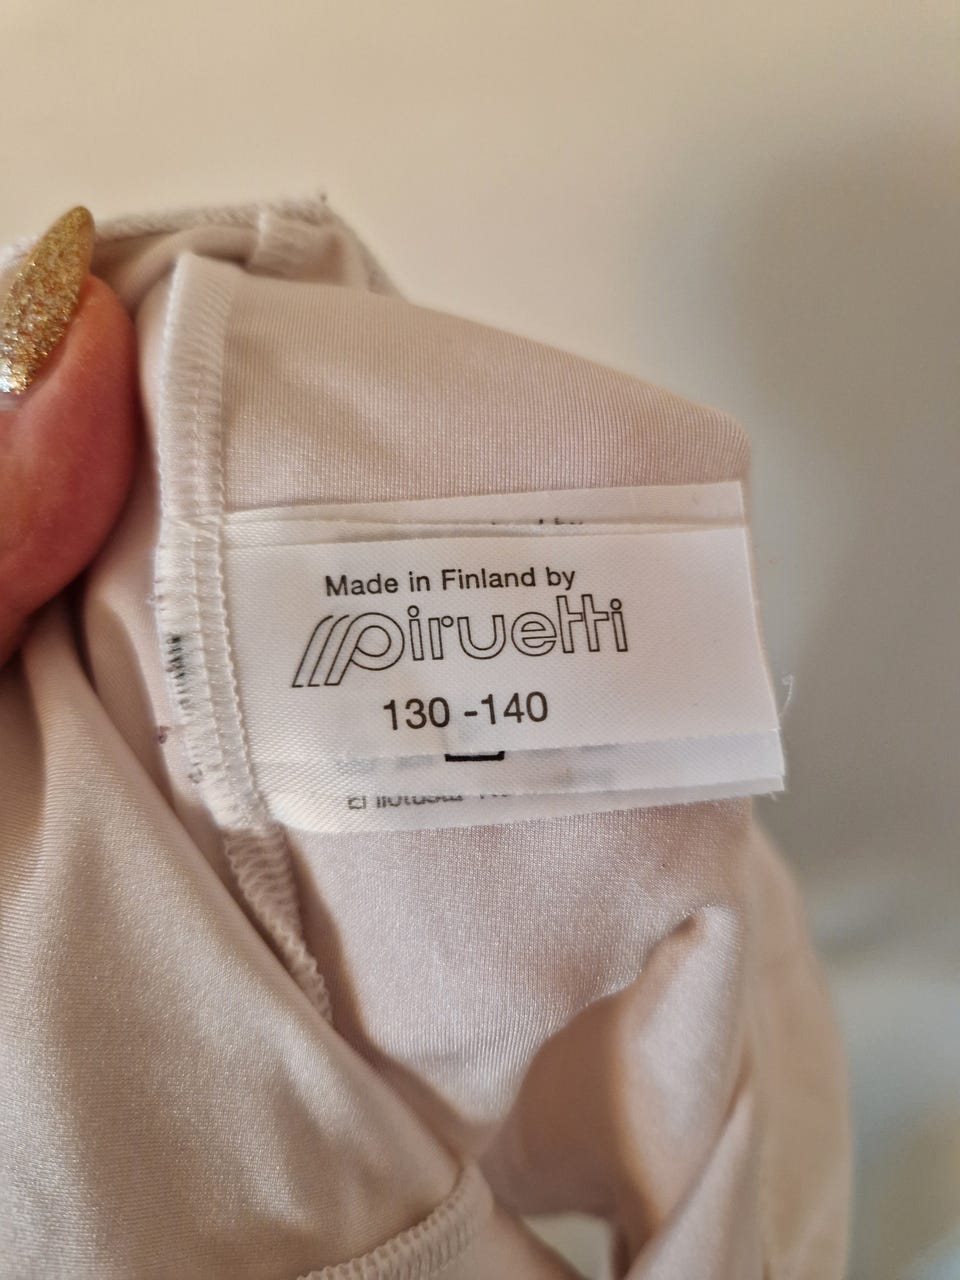 Made in Finland by
piruetti
130 -140